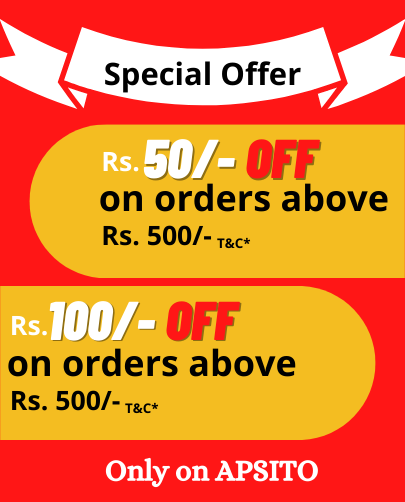 Special Offer
Rs. 50/- OFF
on orders above
Rs. 500/- T&C*
Rs. 100/- OFF
on orders above
Rs. 500/- T&C*
Only on APSITO